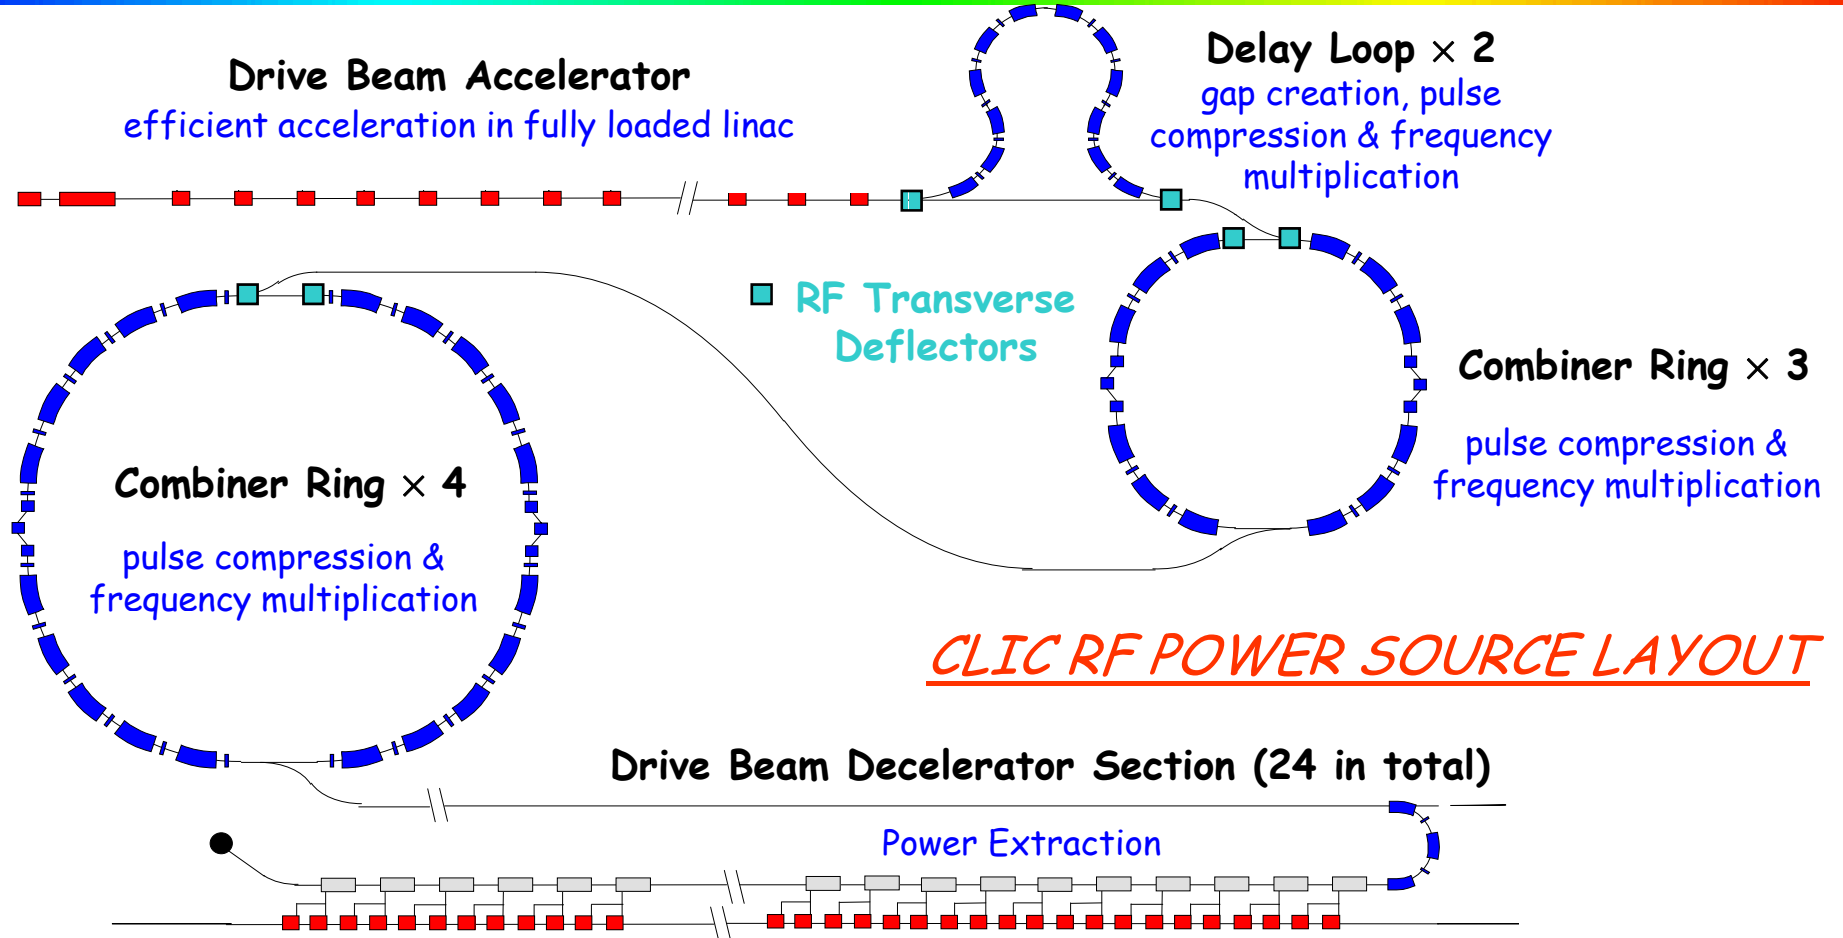 Drive Beam Accelerator
efficient acceleration in fully loaded linac
Delay Loop × 2
gap creation, pulse
compression & frequency
multiplication
RF Transverse
Deflectors
Combiner Ring × 3
pulse compression &
frequency multiplication
Combiner Ring × 4
pulse compression &
frequency multiplication
CLIC RF POWER SOURCE LAYOUT
Drive Beam Decelerator Section (24 in total)
Power Extraction